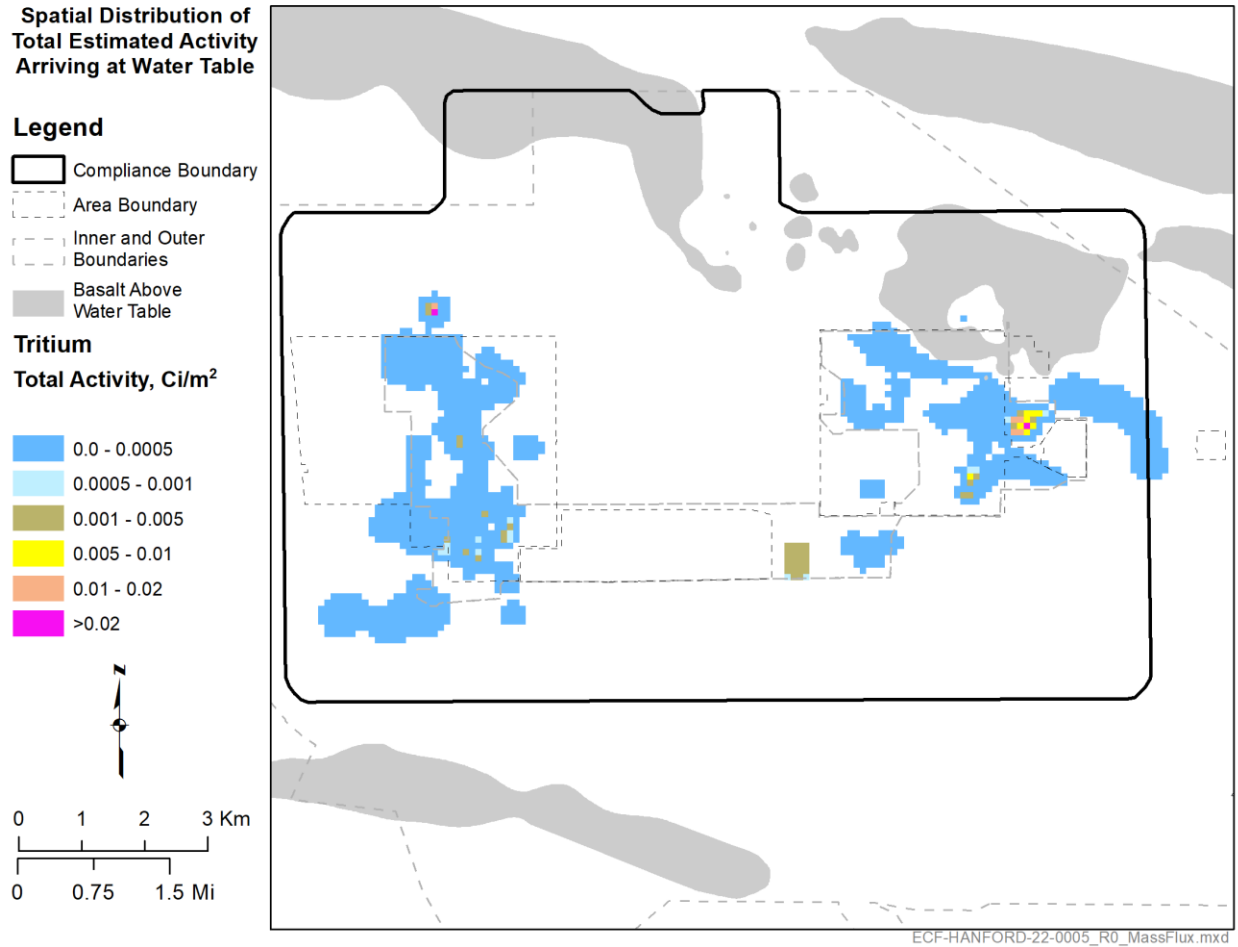 Spatial Distribution of
Total Estimated Activity
Arriving at Water Table
Legend
Compliance Boundary
Area Boundary
Inner and Outer
Boundaries
Basalt Above
Water Table
Tritium
Total Activity, Ci/m²
0.0 - 0.0005
0.0005 - 0.001
0.001 - 0.005
0.005 - 0.01
0.01 - 0.02
>0.02
N
0 1 2 3 Km
0 0.75 1.5 Mi
ECF-HANFORD-22-0005_R0_MassFlux.mxd